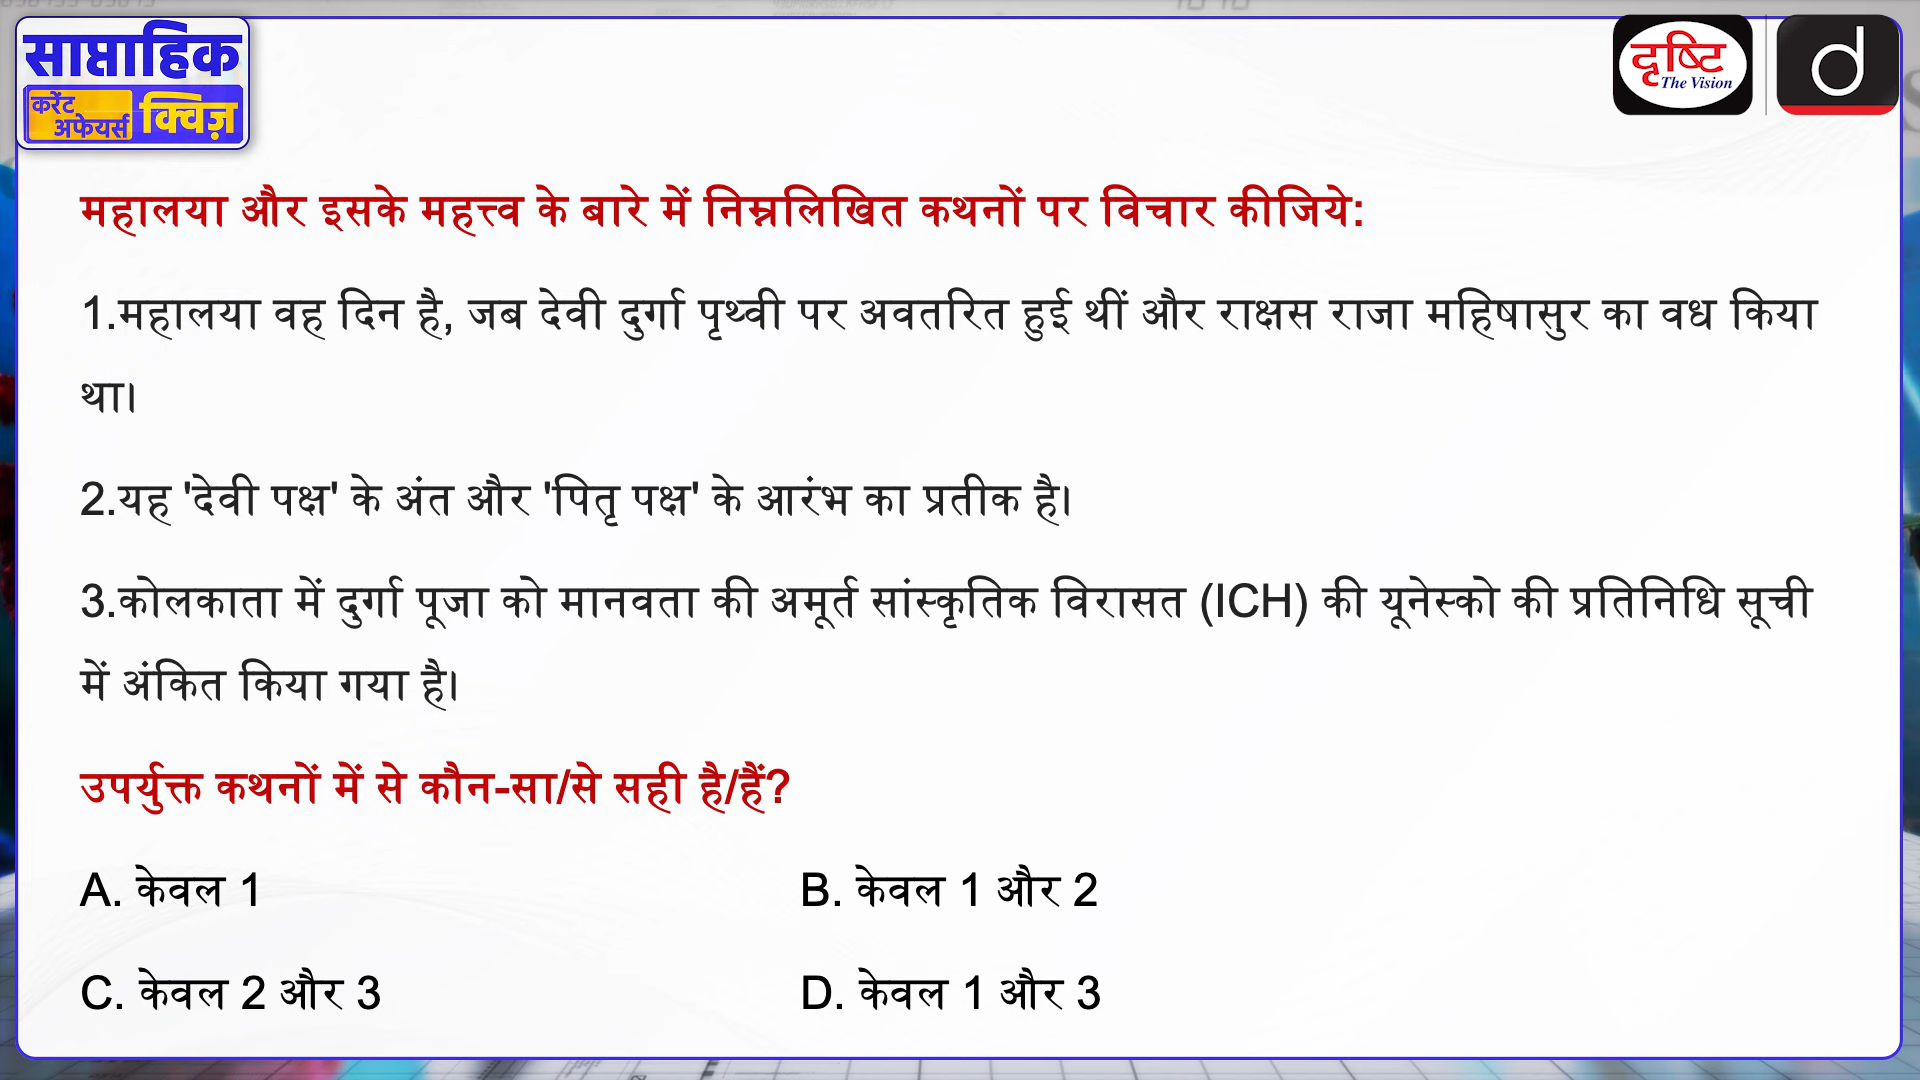 साप्ताहिक
करेंट
अफेयर्स क्विज़
दृष्टि
The Vision
d
महालया और इसके महत्त्व के बारे में निम्नलिखित कथनों पर विचार कीजिये:
1.महालया वह दिन है, जब देवी दुर्गा पृथ्वी पर अवतरित हुई थीं और राक्षस राजा महिषासुर का वध किया
था।
2.यह 'देवी पक्ष' के अंत और 'पितृ पक्ष' के आरंभ का प्रतीक है।
3.कोलकाता में दुर्गा पूजा को मानवता की अमूर्त सांस्कृतिक विरासत (ICH) की यूनेस्को की प्रतिनिधि सूची
में अंकित किया गया है।
उपर्युक्त कथनों में से कौन-सा/से सही है/हैं?
A. केवल 1 B. केवल 1 और 2
C. केवल 2 और 3 D. केवल 1 और 3